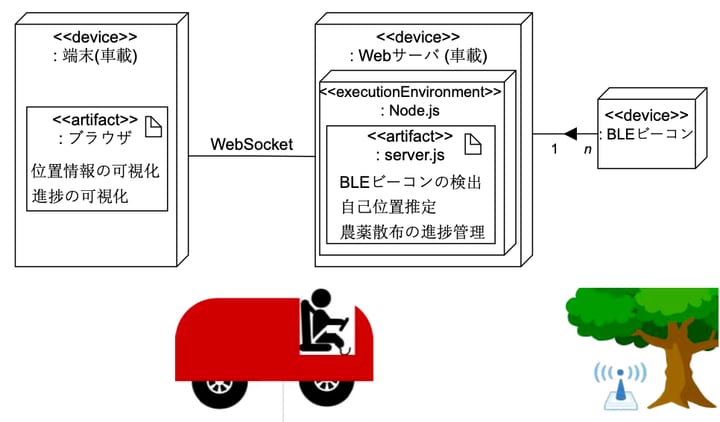 <<device>>
: 端末(車載)
<<artifact>>
: ブラウザ
位置情報の可視化
進捗の可視化
WebSocket
<<device>>
: Webサーバ (車載)
<<executionEnvironment>>
: Node.js
<<artifact>>
: server.js
BLEビーコンの検出
自己位置推定
農薬散布の進捗管理
1
n
<<device>>
: BLEビーコン